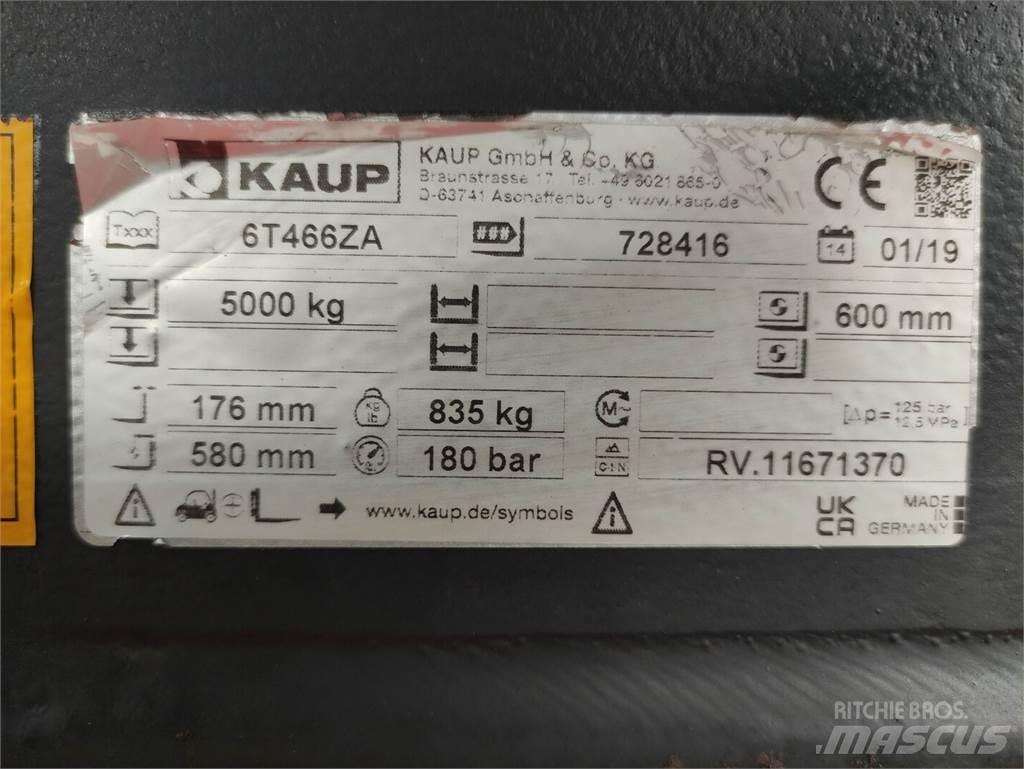 KAUP
KAUP GmbH & Co. KG
Braunstrasse 17 · Tel. +49 6021 865-0
D-63741 Aschaffenburg · www.kaup.de
CE
Txxx 6T466ZA ### 728416 14 01/19
5000 kg 600 mm
176 mm kg lb 835 kg M~ [Δp= 125 bar 12,5 MPa]
580 mm 180 bar C·I·N RV.11671370
www.kaup.de/symbols
UK CA
MADE IN GERMANY
RITCHIE BROS.
MASCUS